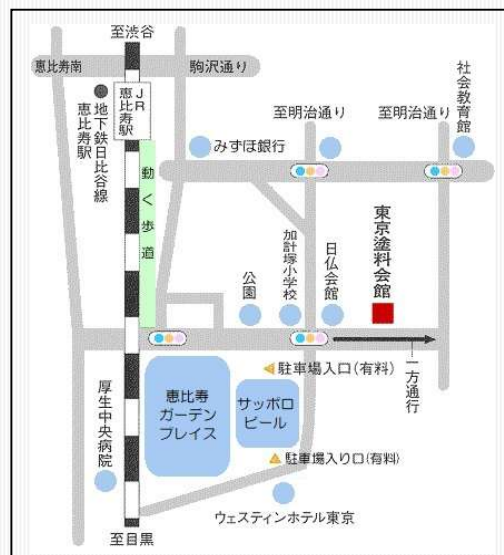 至渋谷
恵比寿南
駒沢通り
JR
恵比寿駅
地下鉄日比谷線
恵比寿駅
社会教育館
至明治通り
至明治通り
みずほ銀行
動く歩道
東京塗料会館
日仏会館
加計塚小学校
公園
一方通行
駐車場入口(有料)
恵比寿
ガーデン
プレイス
サッポロ
ビール
厚生中央病院
駐車場入り口(有料)
ウェスティンホテル東京
至目黒